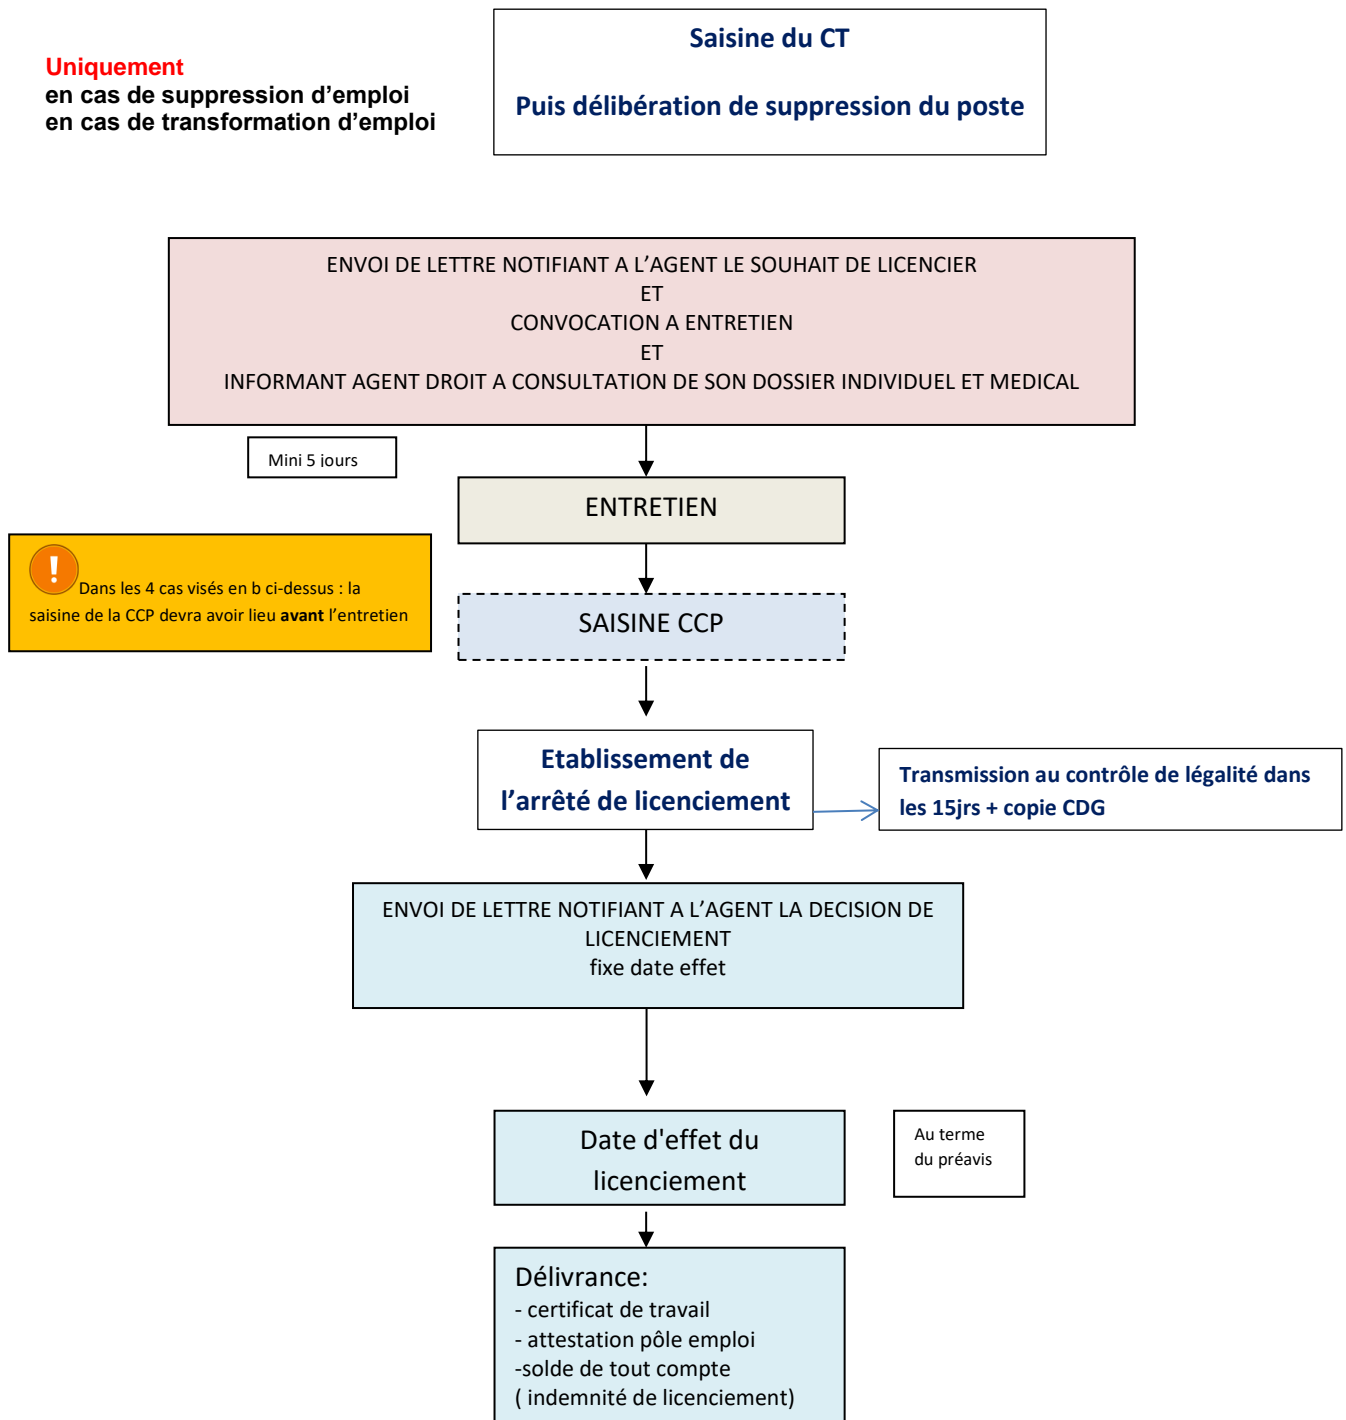 Saisine du CT
Puis délibération de suppression du poste
Uniquement
en cas de suppression d’emploi
en cas de transformation d’emploi
ENVOI DE LETTRE NOTIFIANT A L’AGENT LE SOUHAIT DE LICENCIER
ET
CONVOCATION A ENTRETIEN
ET
INFORMANT AGENT DROIT A CONSULTATION DE SON DOSSIER INDIVIDUEL ET MEDICAL
Mini 5 jours
ENTRETIEN
!
Dans les 4 cas visés en b ci-dessus : la
saisine de la CCP devra avoir lieu avant l’entretien
SAISINE CCP
Etablissement de
l’arrêté de licenciement
Transmission au contrôle de légalité dans
les 15jrs + copie CDG
ENVOI DE LETTRE NOTIFIANT A L’AGENT LA DECISION DE
LICENCIEMENT
fixe date effet
Date d'effet du
licenciement
Au terme
du préavis
Délivrance:
- certificat de travail
- attestation pôle emploi
-solde de tout compte
( indemnité de licenciement)